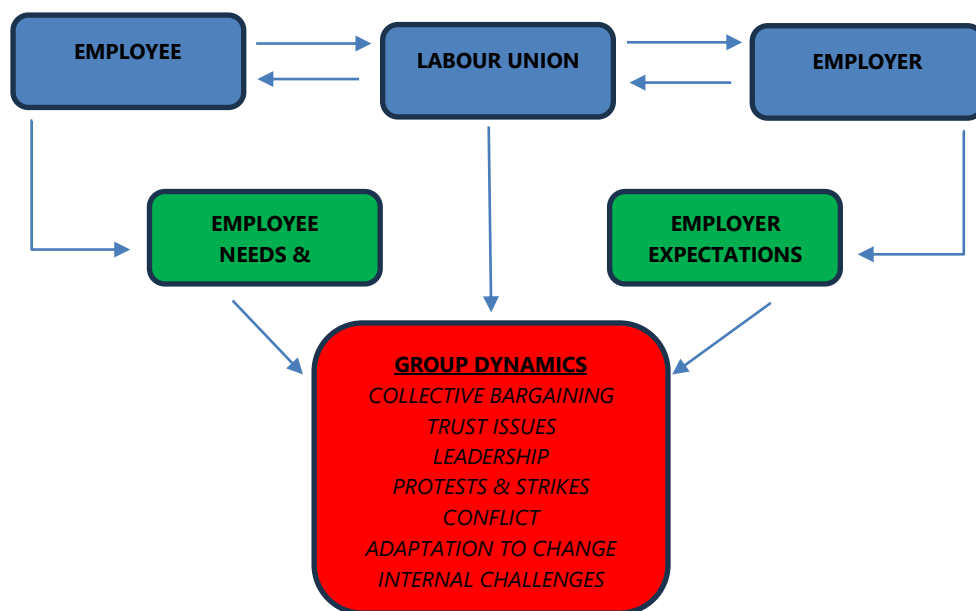 EMPLOYEE
LABOUR UNION
EMPLOYER
EMPLOYEE
NEEDS &
EMPLOYER
EXPECTATIONS
GROUP DYNAMICS
COLLECTIVE BARGAINING
TRUST ISSUES
LEADERSHIP
PROTESTS & STRIKES
CONFLICT
ADAPTATION TO CHANGE
INTERNAL CHALLENGES